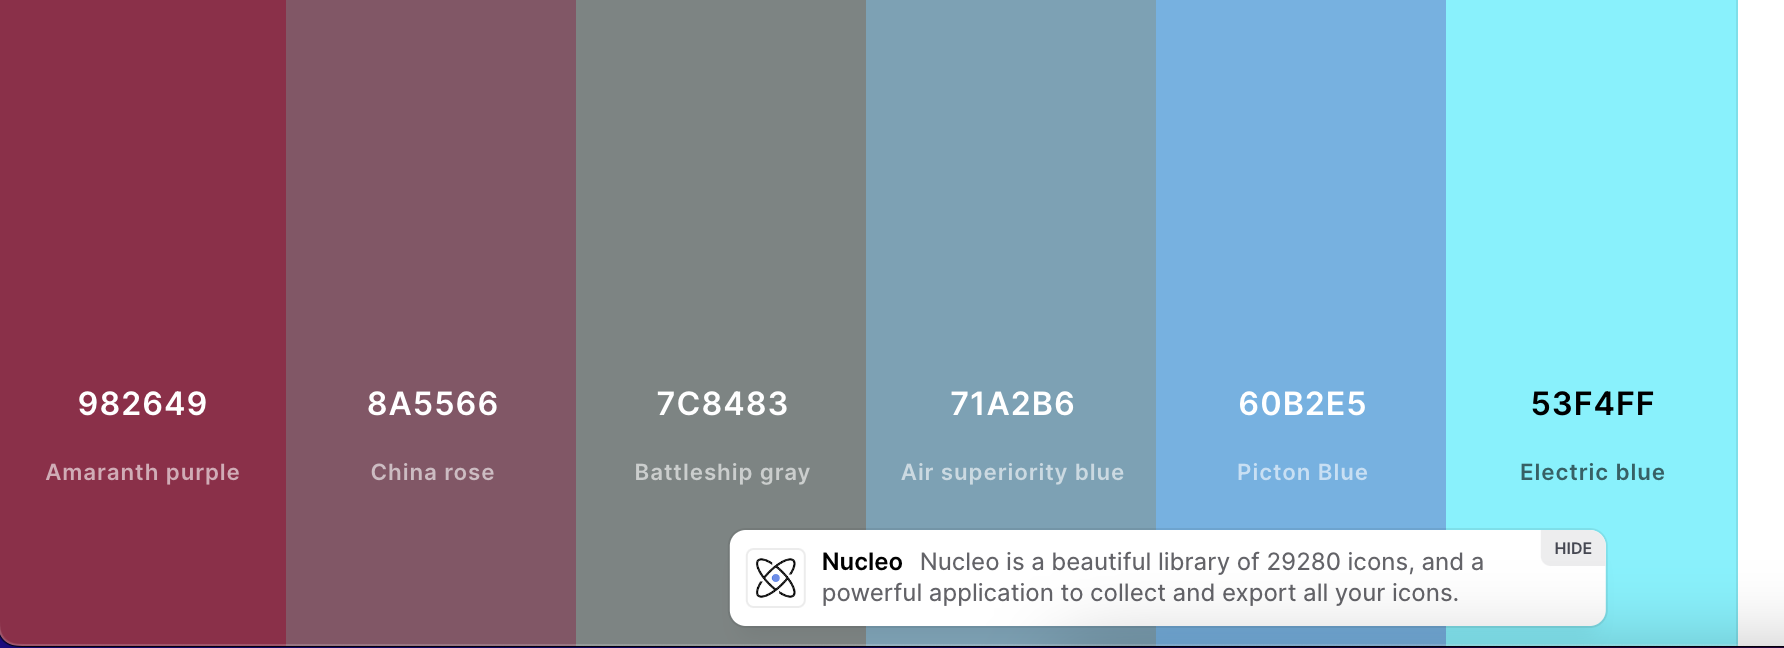 982649
Amaranth purple
8A5566
China rose
7C8483
Battleship gray
71A2B6
Air superiority blue
60B2E5
Picton Blue
53F4FF
Electric blue
Nucleo Nucleo is a beautiful library of 29280 icons, and a
powerful application to collect and export all your icons.
HIDE